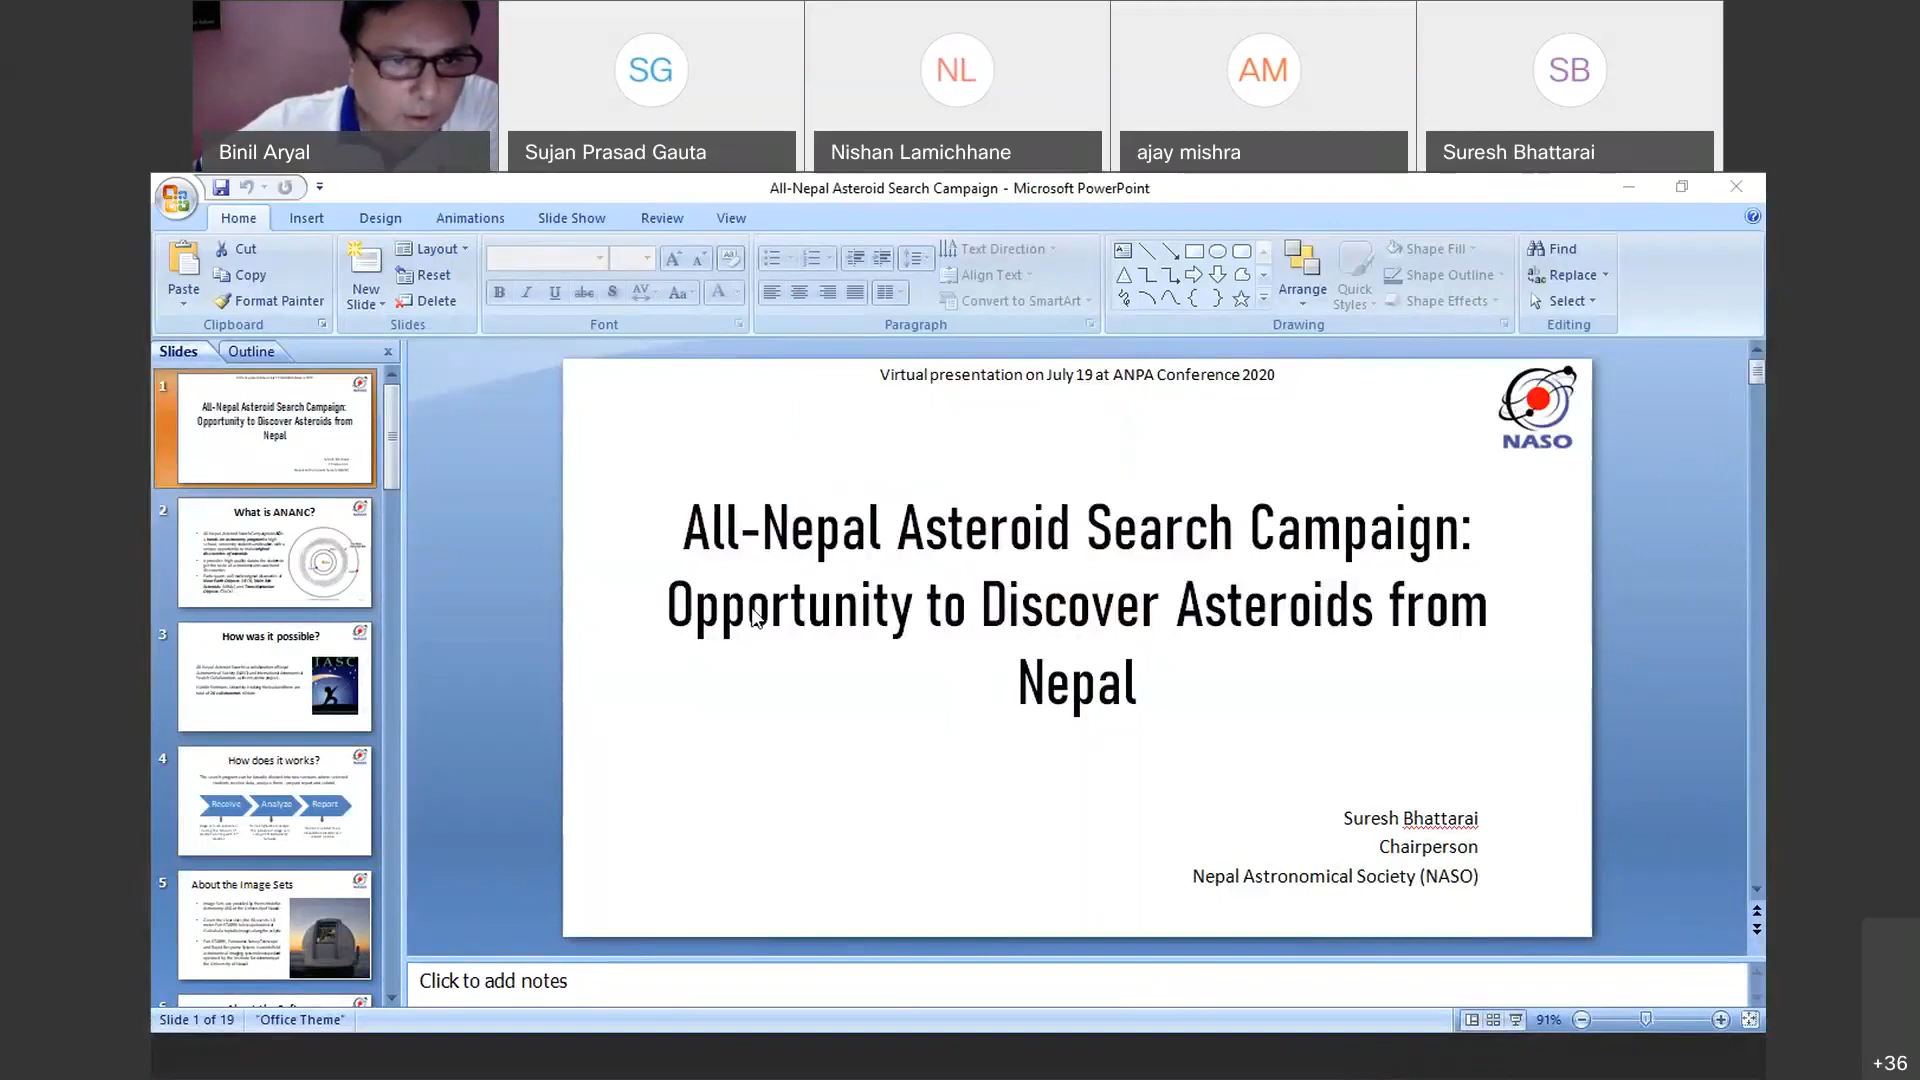 SG
NL
AM
SB
Binil Aryal
Sujan Prasad Gauta
Nishan Lamichhane
ajay mishra
Suresh Bhattarai
All-Nepal Asteroid Search Campaign - Microsoft PowerPoint
Home Insert Design Animations Slide Show Review View
Paste
Cut
Copy
Format Painter
Clipboard
New Slide
Layout
Reset
Delete
Slides
Font
Text Direction
Align Text
Convert to SmartArt
Paragraph
Arrange
Quick Styles
Shape Fill
Shape Outline
Shape Effects
Drawing
Find
Replace
Select
Editing
Slides Outline
1
All-Nepal Asteroid Search Campaign:
Opportunity to Discover Asteroids from
Nepal
2
What is ANANC?
3
How was it possible?
IASC
4
How does it works?
Receive Analyze Report
5
About the Image Sets
6
Virtual presentation on July 19 at ANPA Conference 2020
NASO
All-Nepal Asteroid Search Campaign:
Opportunity to Discover Asteroids from
Nepal
Suresh Bhattarai
Chairperson
Nepal Astronomical Society (NASO)
Click to add notes
Slide 1 of 19
"Office Theme"
91%
+36